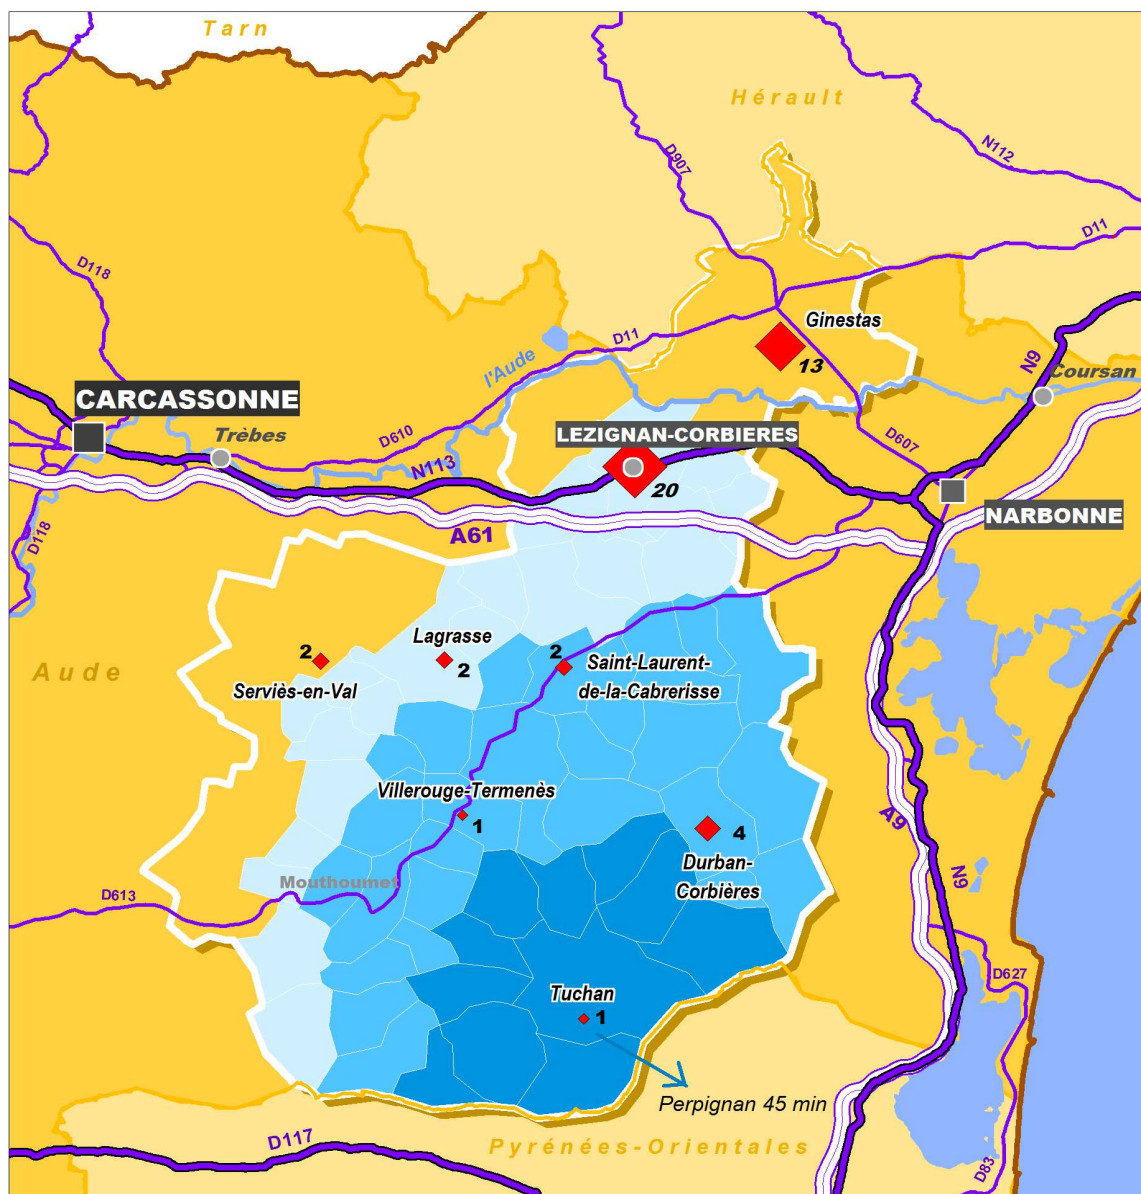 Tarn
Hérault
D907
N112
D11
D118
Ginestas
13
D11
l'Aude
N9
Coursan
CARCASSONNE
Trèbes
D610
N113
LEZIGNAN-CORBIERES
20
D607
NARBONNE
A61
D118
Aude
2
Serviès-en-Val
Lagrasse
2
2
Saint-Laurent-
de-la-Cabrerisse
Villerouge-Termenès
1
4
Durban-
Corbières
A9
N9
Mouthoumet
D613
D627
Tuchan
1
Perpignan 45 min
D117
Pyrénées-Orientales
D83